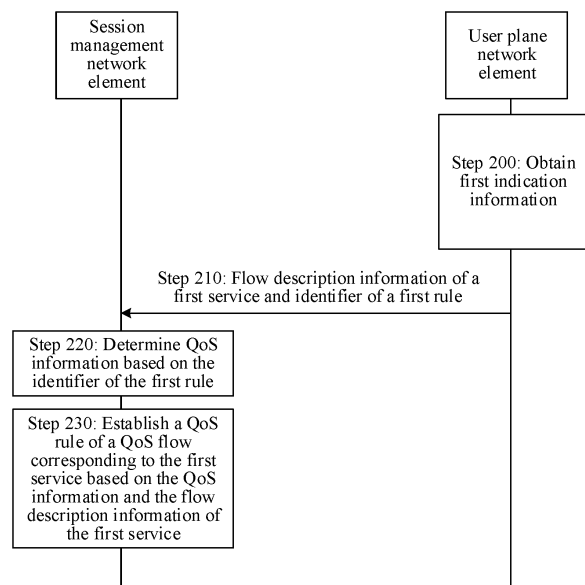 Session
management
network
element
User plane
network
element
Step 200: Obtain
first indication
information
Step 210: Flow description information of a
first service and identifier of a first rule
Step 220: Determine QoS
information based on the
identifier of the first rule
Step 230: Establish a QoS
rule of a QoS flow
corresponding to the first
service based on the QoS
information and the flow
description information of
the first service